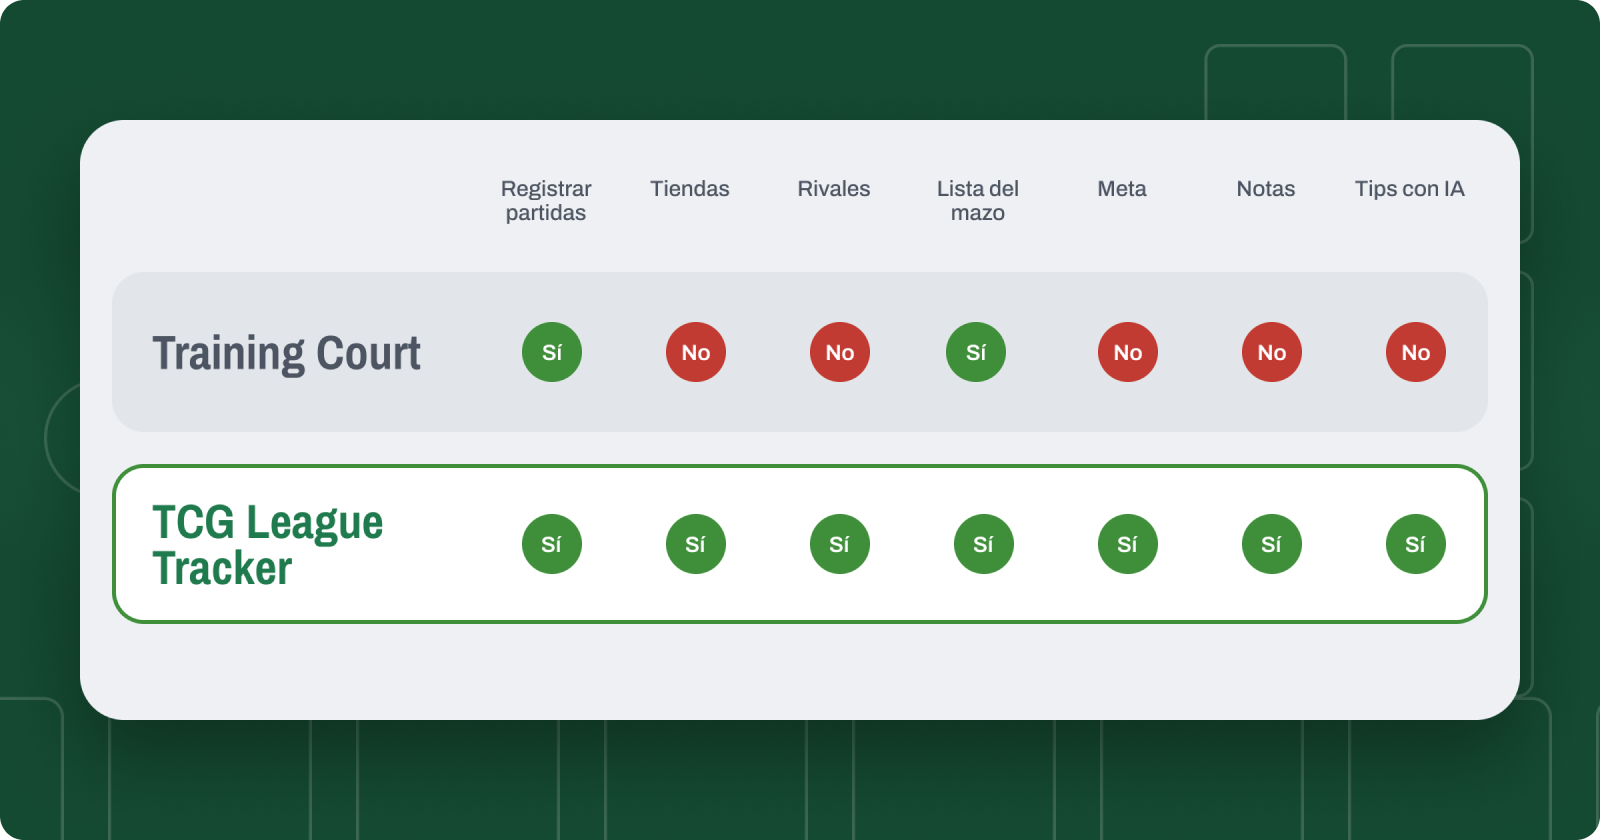 Registrar
partidas
Tiendas
Rivales
Lista del
mazo
Meta
Notas
Tips con IA
Training Court
Sí
No
No
Sí
No
No
No
TCG League
Tracker
Sí
Sí
Sí
Sí
Sí
Sí
Sí